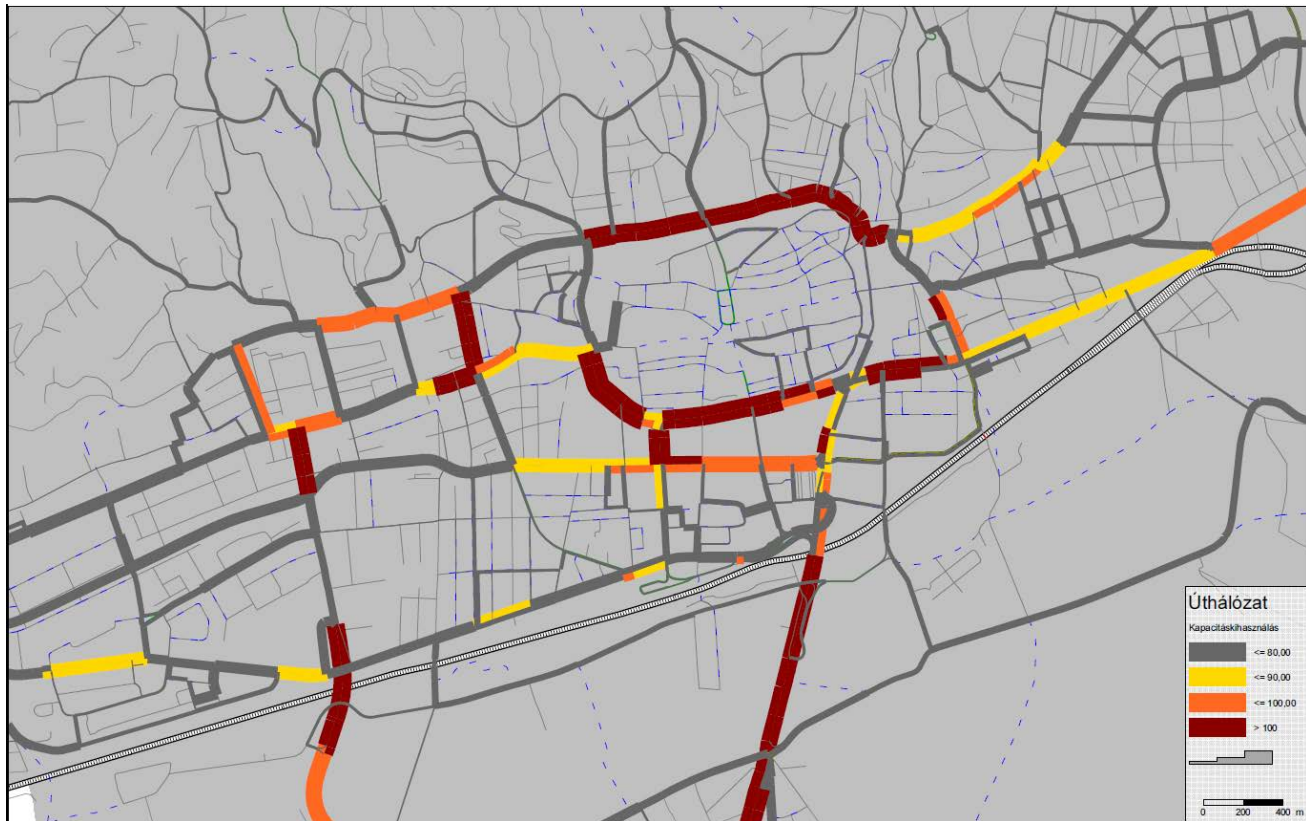 Úthálózat
Kapacitáskihasználás
<= 80,00
<= 90,00
<= 100,00
> 100
0 200 400 m